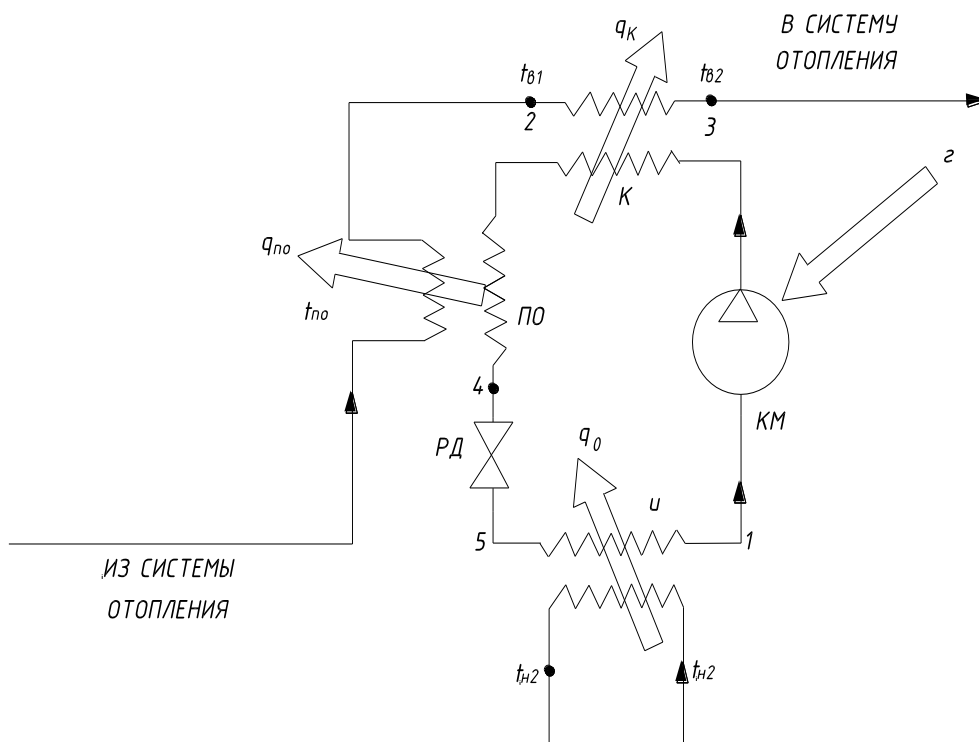 В СИСТЕМУ
ОТОПЛЕНИЯ
qК
tв1
tв2
2
3
г
К
qпо
tпо
ПО
4
КМ
РД
q0
и
5
1
ИЗ СИСТЕМЫ
ОТОПЛЕНИЯ
tн2
tн2